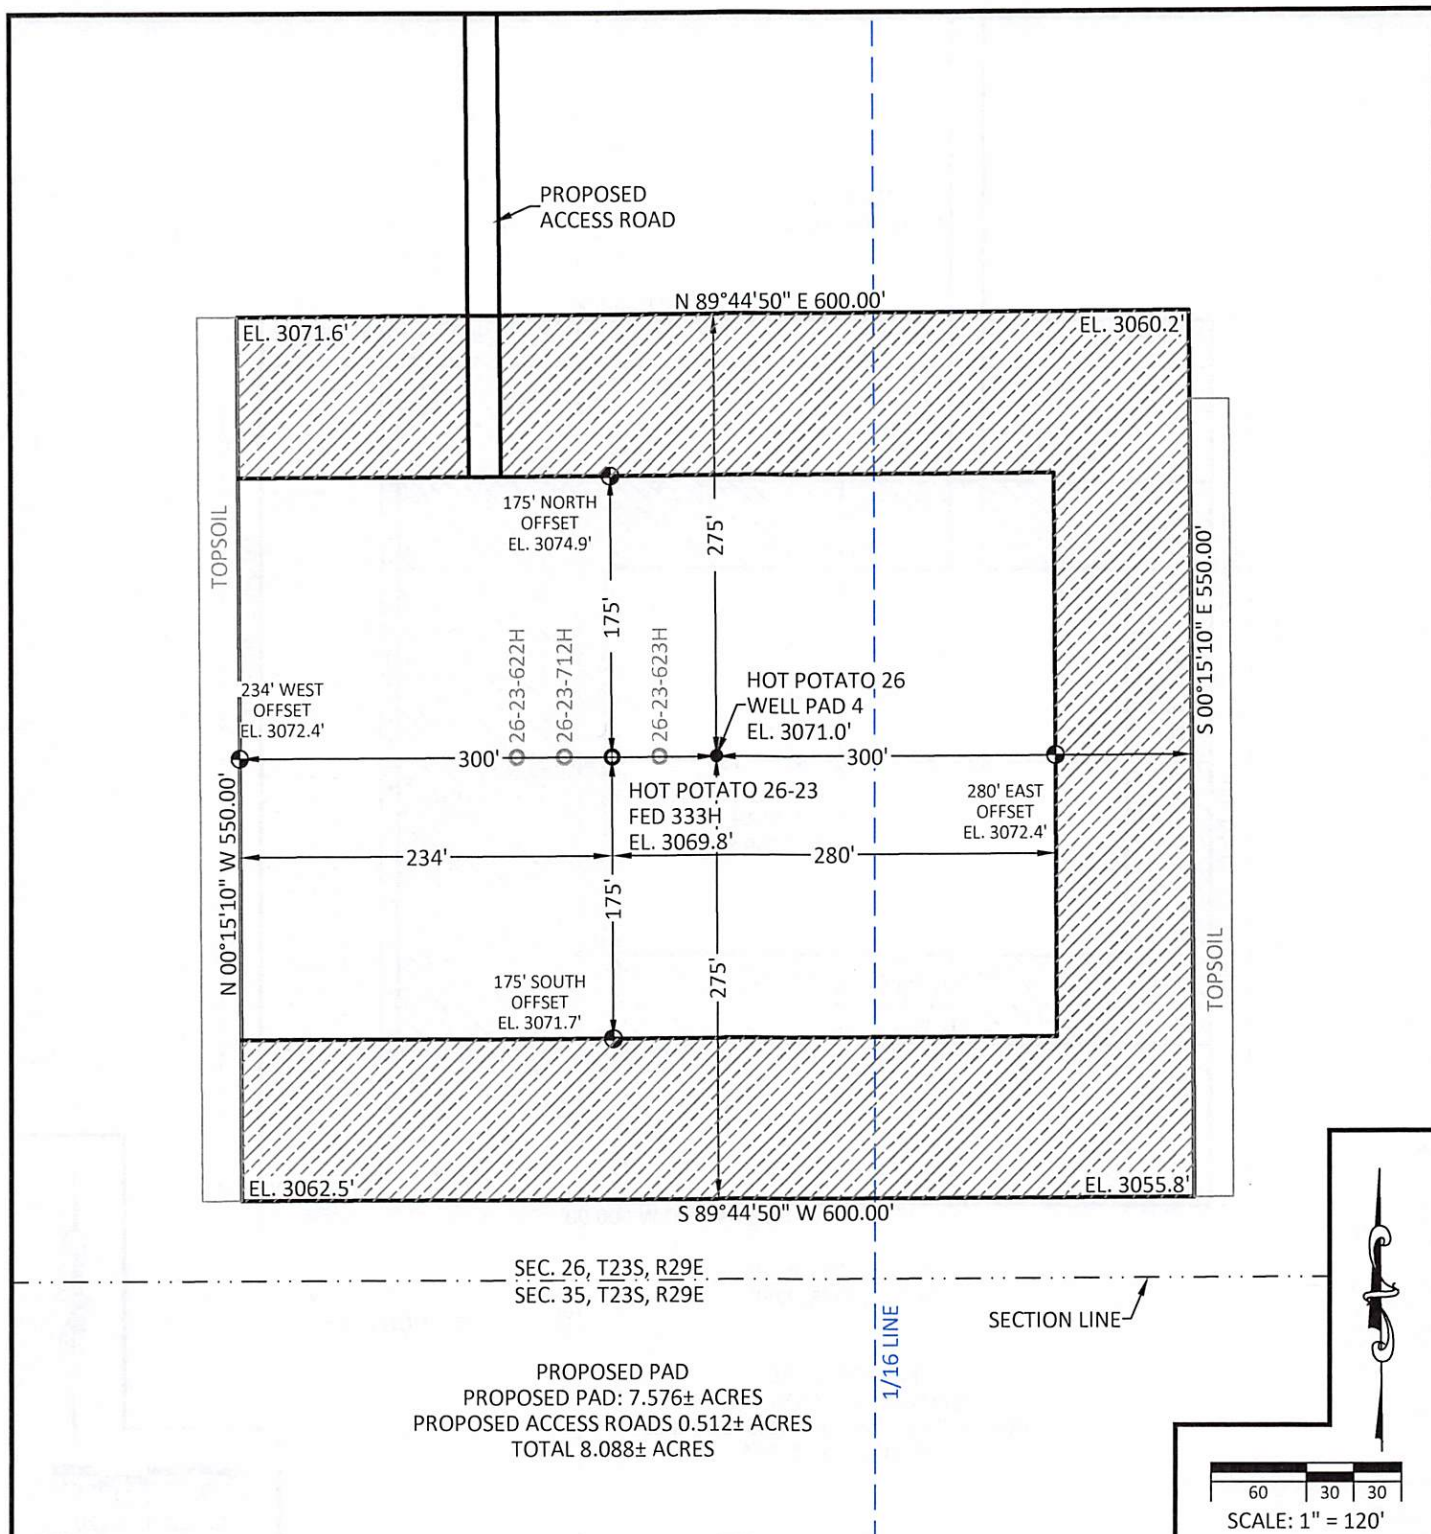 PROPOSED
ACCESS ROAD
N 89°44'50" E 600.00'
EL. 3071.6'
EL. 3060.2'
TOPSOIL
175' NORTH
OFFSET
EL. 3074.9'
275'
175'
S 00°15'10" E 550.00'
26-23-622H
26-23-712H
26-23-623H
234' WEST
OFFSET
EL. 3072.4'
HOT POTATO 26
WELL PAD 4
EL. 3071.0'
300'
300'
HOT POTATO 26-23
FED 333H
EL. 3069.8'
280' EAST
OFFSET
EL. 3072.4'
N 00°15'10" W 550.00'
234'
280'
175'
275'
TOPSOIL
175' SOUTH
OFFSET
EL. 3071.7'
EL. 3062.5'
EL. 3055.8'
S 89°44'50" W 600.00'
SEC. 26, T23S, R29E
SEC. 35, T23S, R29E
SECTION LINE
1/16 LINE
PROPOSED PAD
PROPOSED PAD: 7.576± ACRES
PROPOSED ACCESS ROADS 0.512± ACRES
TOTAL 8.088± ACRES
60 30 30
SCALE: 1" = 120'